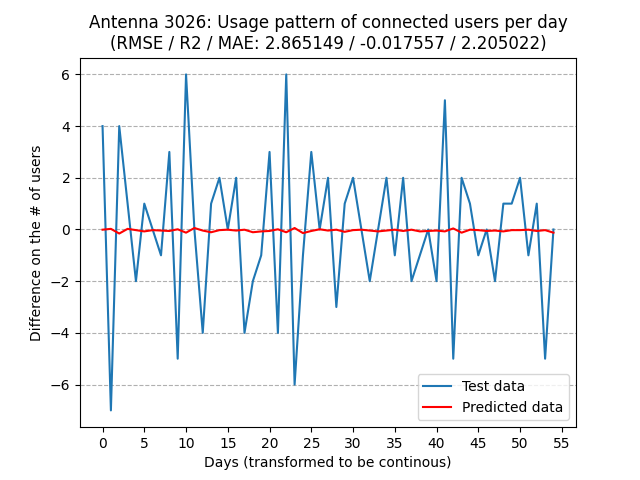 Antenna 3026: Usage pattern of connected users per day
(RMSE / R2 / MAE: 2.865149 / -0.017557 / 2.205022)
Difference on the # of users
6
4
2
0
−2
−4
−6
Test data
Predicted data
0 5 10 15 20 25 30 35 40 45 50 55
Days (transformed to be continous)